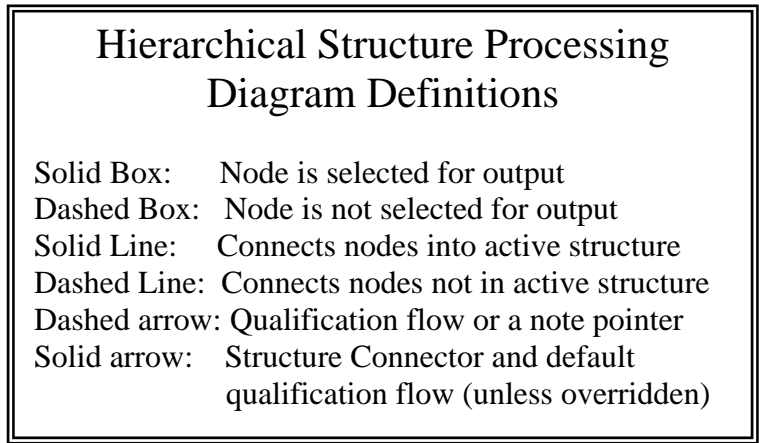 Hierarchical Structure Processing
Diagram Definitions
Solid Box: Node is selected for output
Dashed Box: Node is not selected for output
Solid Line: Connects nodes into active structure
Dashed Line: Connects nodes not in active structure
Dashed arrow: Qualification flow or a note pointer
Solid arrow: Structure Connector and default
qualification flow (unless overridden)